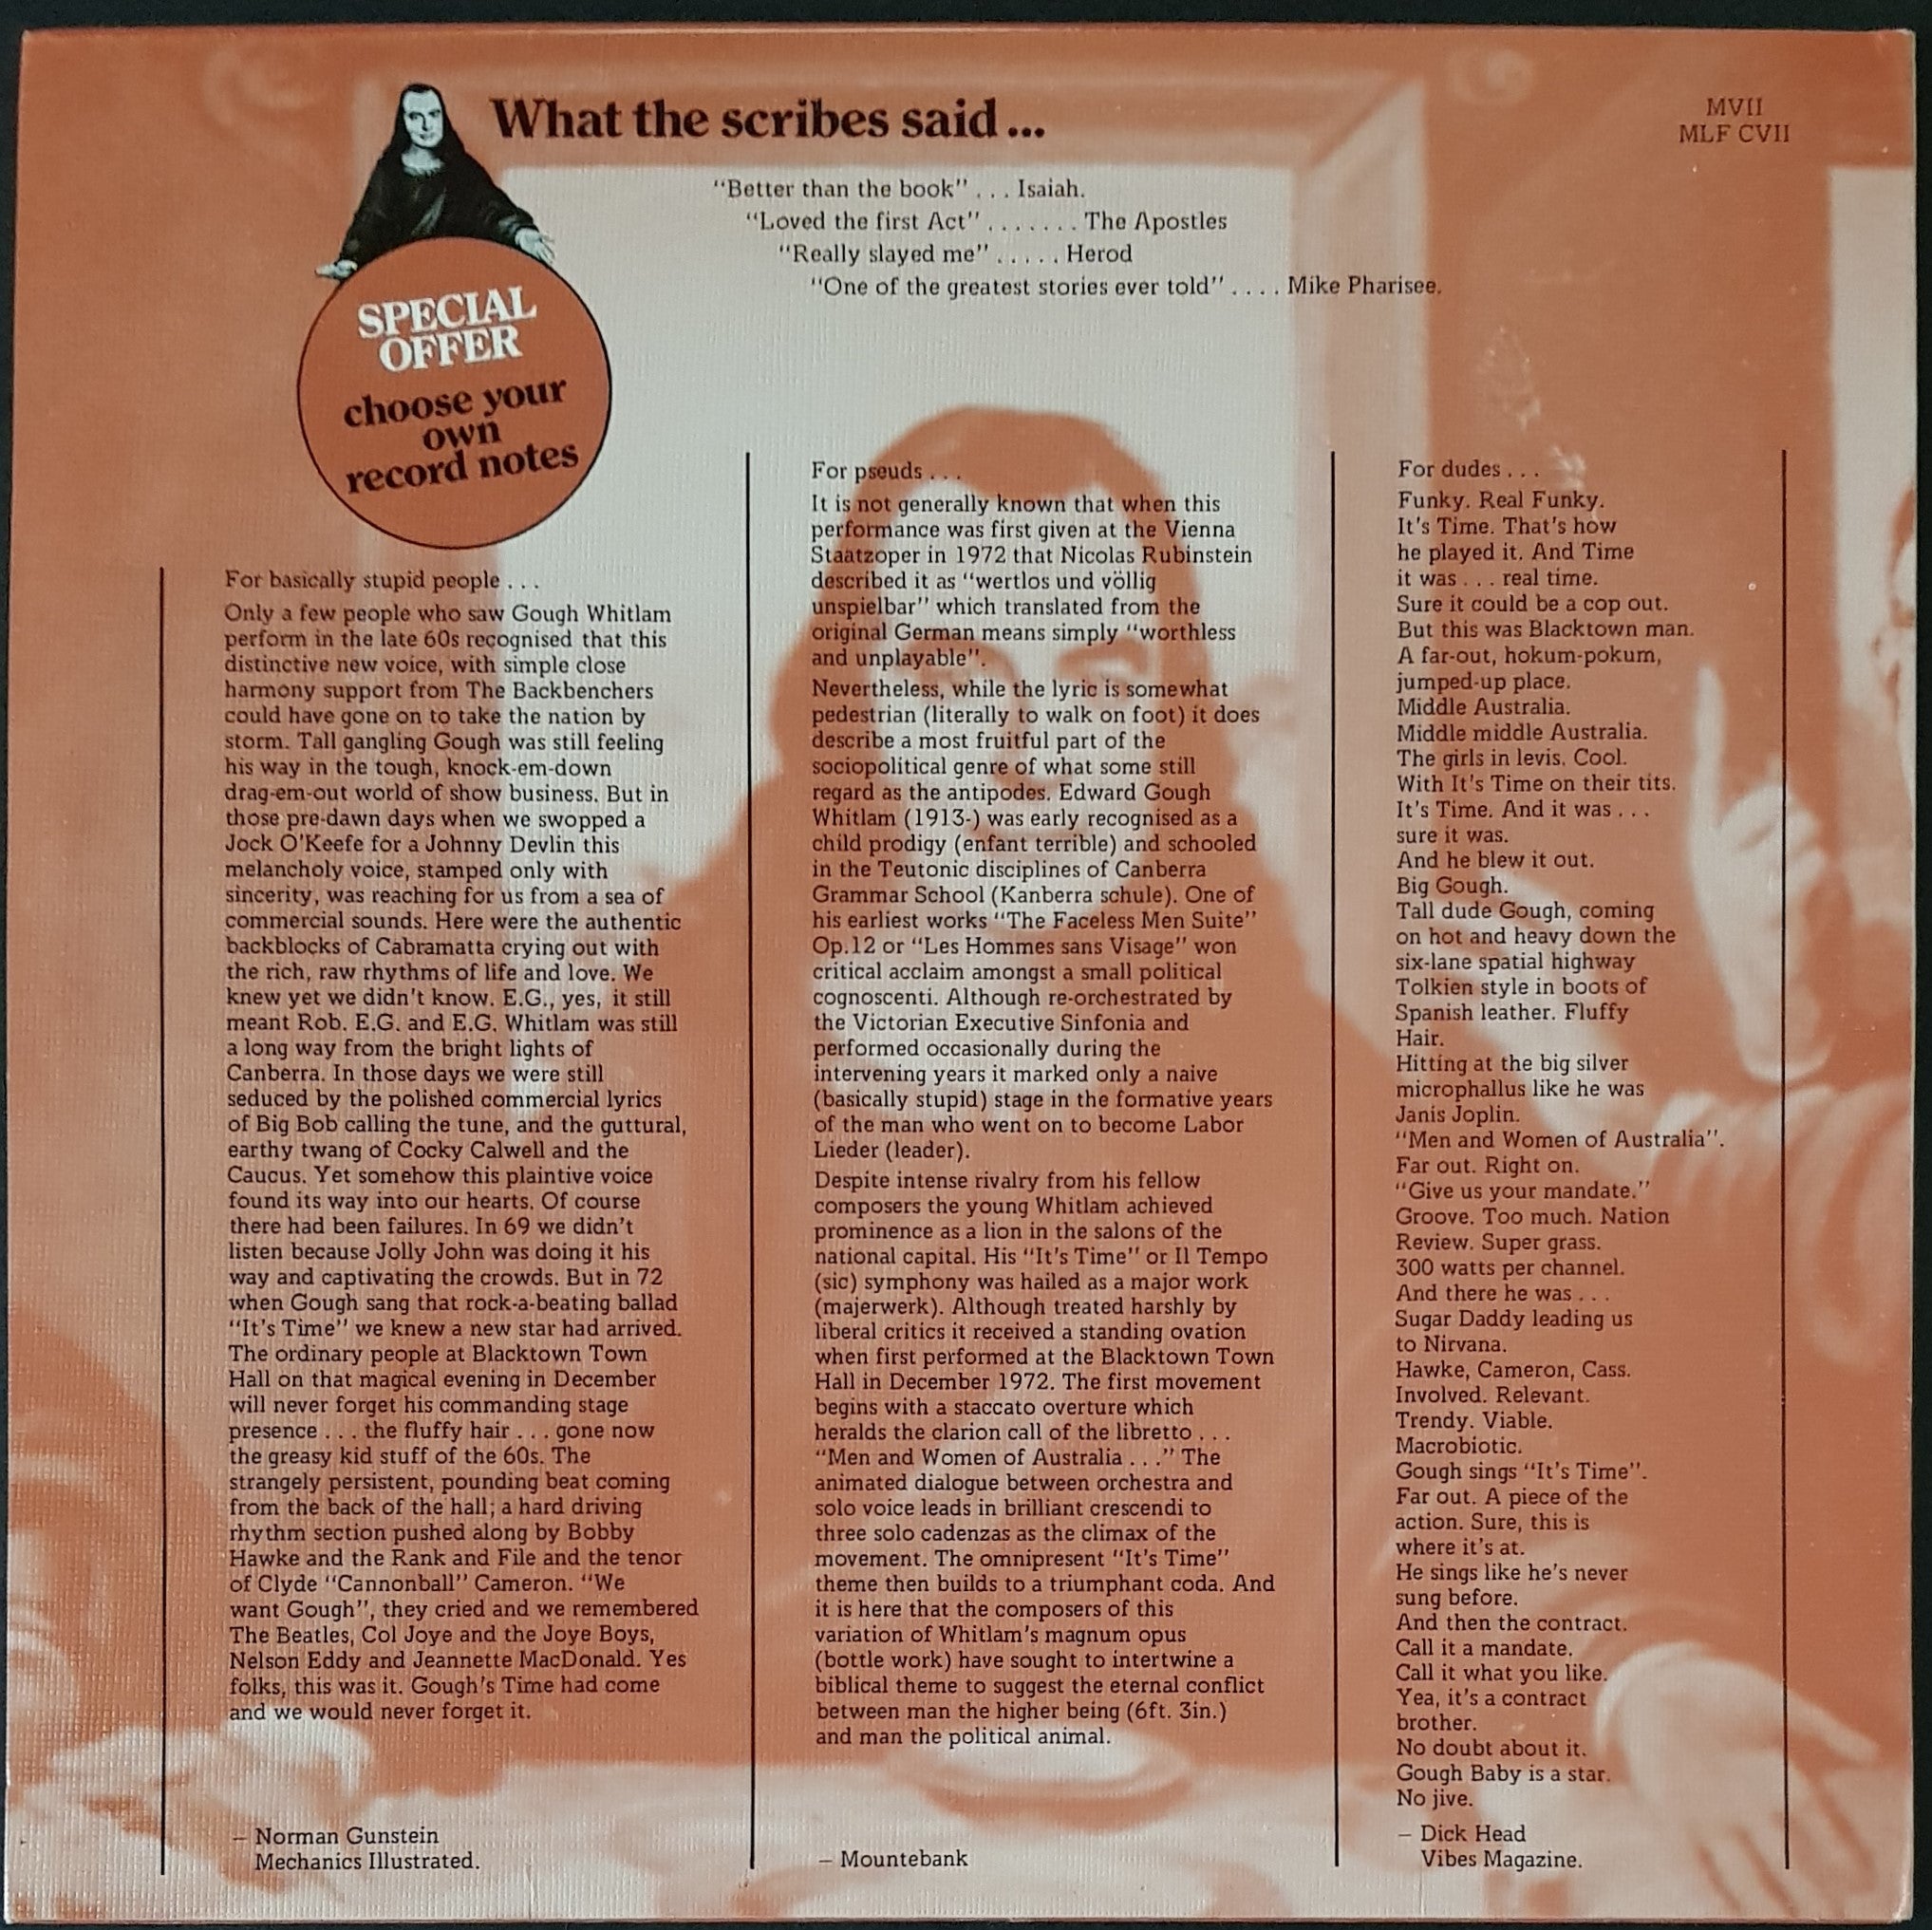 What the scribes said ...
MVII
MLF CVII
"Better than the book" . . . Isaiah.
"Loved the first Act" . . . . . . . The Apostles
"Really slayed me" . . . . . Herod
"One of the greatest stories ever told" . . . . Mike Pharisee.
SPECIAL
OFFER
choose your
own
record notes
For basically stupid people . . .
Only a few people who saw Gough Whitlam
perform in the late 60s recognised that this
distinctive new voice, with simple close
harmony support from The Backbenchers
could have gone on to take the nation by
storm. Tall gangling Gough was still feeling
his way in the tough, knock-em-down
drag-em-out world of show business. But in
those pre-dawn days when we swopped a
Jock O'Keefe for a Johnny Devlin this
melancholy voice, stamped only with
sincerity, was reaching for us from a sea of
commercial sounds. Here were the authentic
backblocks of Cabramatta crying out with
the rich, raw rhythms of life and love. We
knew yet we didn't know. E.G., yes, it still
meant Rob. E.G. and E.G. Whitlam was still
a long way from the bright lights of
Canberra. In those days we were still
seduced by the polished commercial lyrics
of Big Bob calling the tune, and the guttural,
earthy twang of Cocky Calwell and the
Caucus. Yet somehow this plaintive voice
found its way into our hearts. Of course
there had been failures. In 69 we didn't
listen because Jolly John was doing it his
way and captivating the crowds. But in 72
when Gough sang that rock-a-beating ballad
"It's Time" we knew a new star had arrived.
The ordinary people at Blacktown Town
Hall on that magical evening in December
will never forget his commanding stage
presence . . . the fluffy hair . . . gone now
the greasy kid stuff of the 60s. The
strangely persistent, pounding beat coming
from the back of the hall; a hard driving
rhythm section pushed along by Bobby
Hawke and the Rank and File and the tenor
of Clyde "Cannonball" Cameron. "We
want Gough", they cried and we remembered
The Beatles, Col Joye and the Joye Boys,
Nelson Eddy and Jeannette MacDonald. Yes
folks, this was it. Gough's Time had come
and we would never forget it.
– Norman Gunstein
Mechanics Illustrated.
For pseuds . . .
It is not generally known that when this
performance was first given at the Vienna
Staatzoper in 1972 that Nicolas Rubinstein
described it as "wertlos und völlig
unspielbar" which translated from the
original German means simply "worthless
and unplayable".
Nevertheless, while the lyric is somewhat
pedestrian (literally to walk on foot) it does
describe a most fruitful part of the
sociopolitical genre of what some still
regard as the antipodes. Edward Gough
Whitlam (1913-) was early recognised as a
child prodigy (enfant terrible) and schooled
in the Teutonic disciplines of Canberra
Grammar School (Kanberra schule). One of
his earliest works "The Faceless Men Suite"
Op.12 or "Les Hommes sans Visage" won
critical acclaim amongst a small political
cognoscenti. Although re-orchestrated by
the Victorian Executive Sinfonia and
performed occasionally during the
intervening years it marked only a naive
(basically stupid) stage in the formative years
of the man who went on to become Labor
Lieder (leader).
Despite intense rivalry from his fellow
composers the young Whitlam achieved
prominence as a lion in the salons of the
national capital. His "It's Time" or Il Tempo
(sic) symphony was hailed as a major work
(majerwerk). Although treated harshly by
liberal critics it received a standing ovation
when first performed at the Blacktown Town
Hall in December 1972. The first movement
begins with a staccato overture which
heralds the clarion call of the libretto . . .
"Men and Women of Australia . . ." The
animated dialogue between orchestra and
solo voice leads in brilliant crescendi to
three solo cadenzas as the climax of the
movement. The omnipresent "It's Time"
theme then builds to a triumphant coda. And
it is here that the composers of this
variation of Whitlam's magnum opus
(bottle work) have sought to intertwine a
biblical theme to suggest the eternal conflict
between man the higher being (6ft. 3in.)
and man the political animal.
– Mountebank
For dudes . . .
Funky. Real Funky.
It's Time. That's how
he played it. And Time
it was . . . real time.
Sure it could be a cop out.
But this was Blacktown man.
A far-out, hokum-pokum,
jumped-up place.
Middle Australia.
Middle middle Australia.
The girls in levis. Cool.
With It's Time on their tits.
It's Time. And it was . . .
sure it was.
And he blew it out.
Big Gough.
Tall dude Gough, coming
on hot and heavy down the
six-lane spatial highway
Tolkien style in boots of
Spanish leather. Fluffy
Hair.
Hitting at the big silver
microphallus like he was
Janis Joplin.
"Men and Women of Australia".
Far out. Right on.
"Give us your mandate."
Groove. Too much. Nation
Review. Super grass.
300 watts per channel.
And there he was . . .
Sugar Daddy leading us
to Nirvana.
Hawke, Cameron, Cass.
Involved. Relevant.
Trendy. Viable.
Macrobiotic.
Gough sings "It's Time".
Far out. A piece of the
action. Sure, this is
where it's at.
He sings like he's never
sung before.
And then the contract.
Call it a mandate.
Call it what you like.
Yea, it's a contract
brother.
No doubt about it.
Gough Baby is a star.
No jive.
– Dick Head
Vibes Magazine.